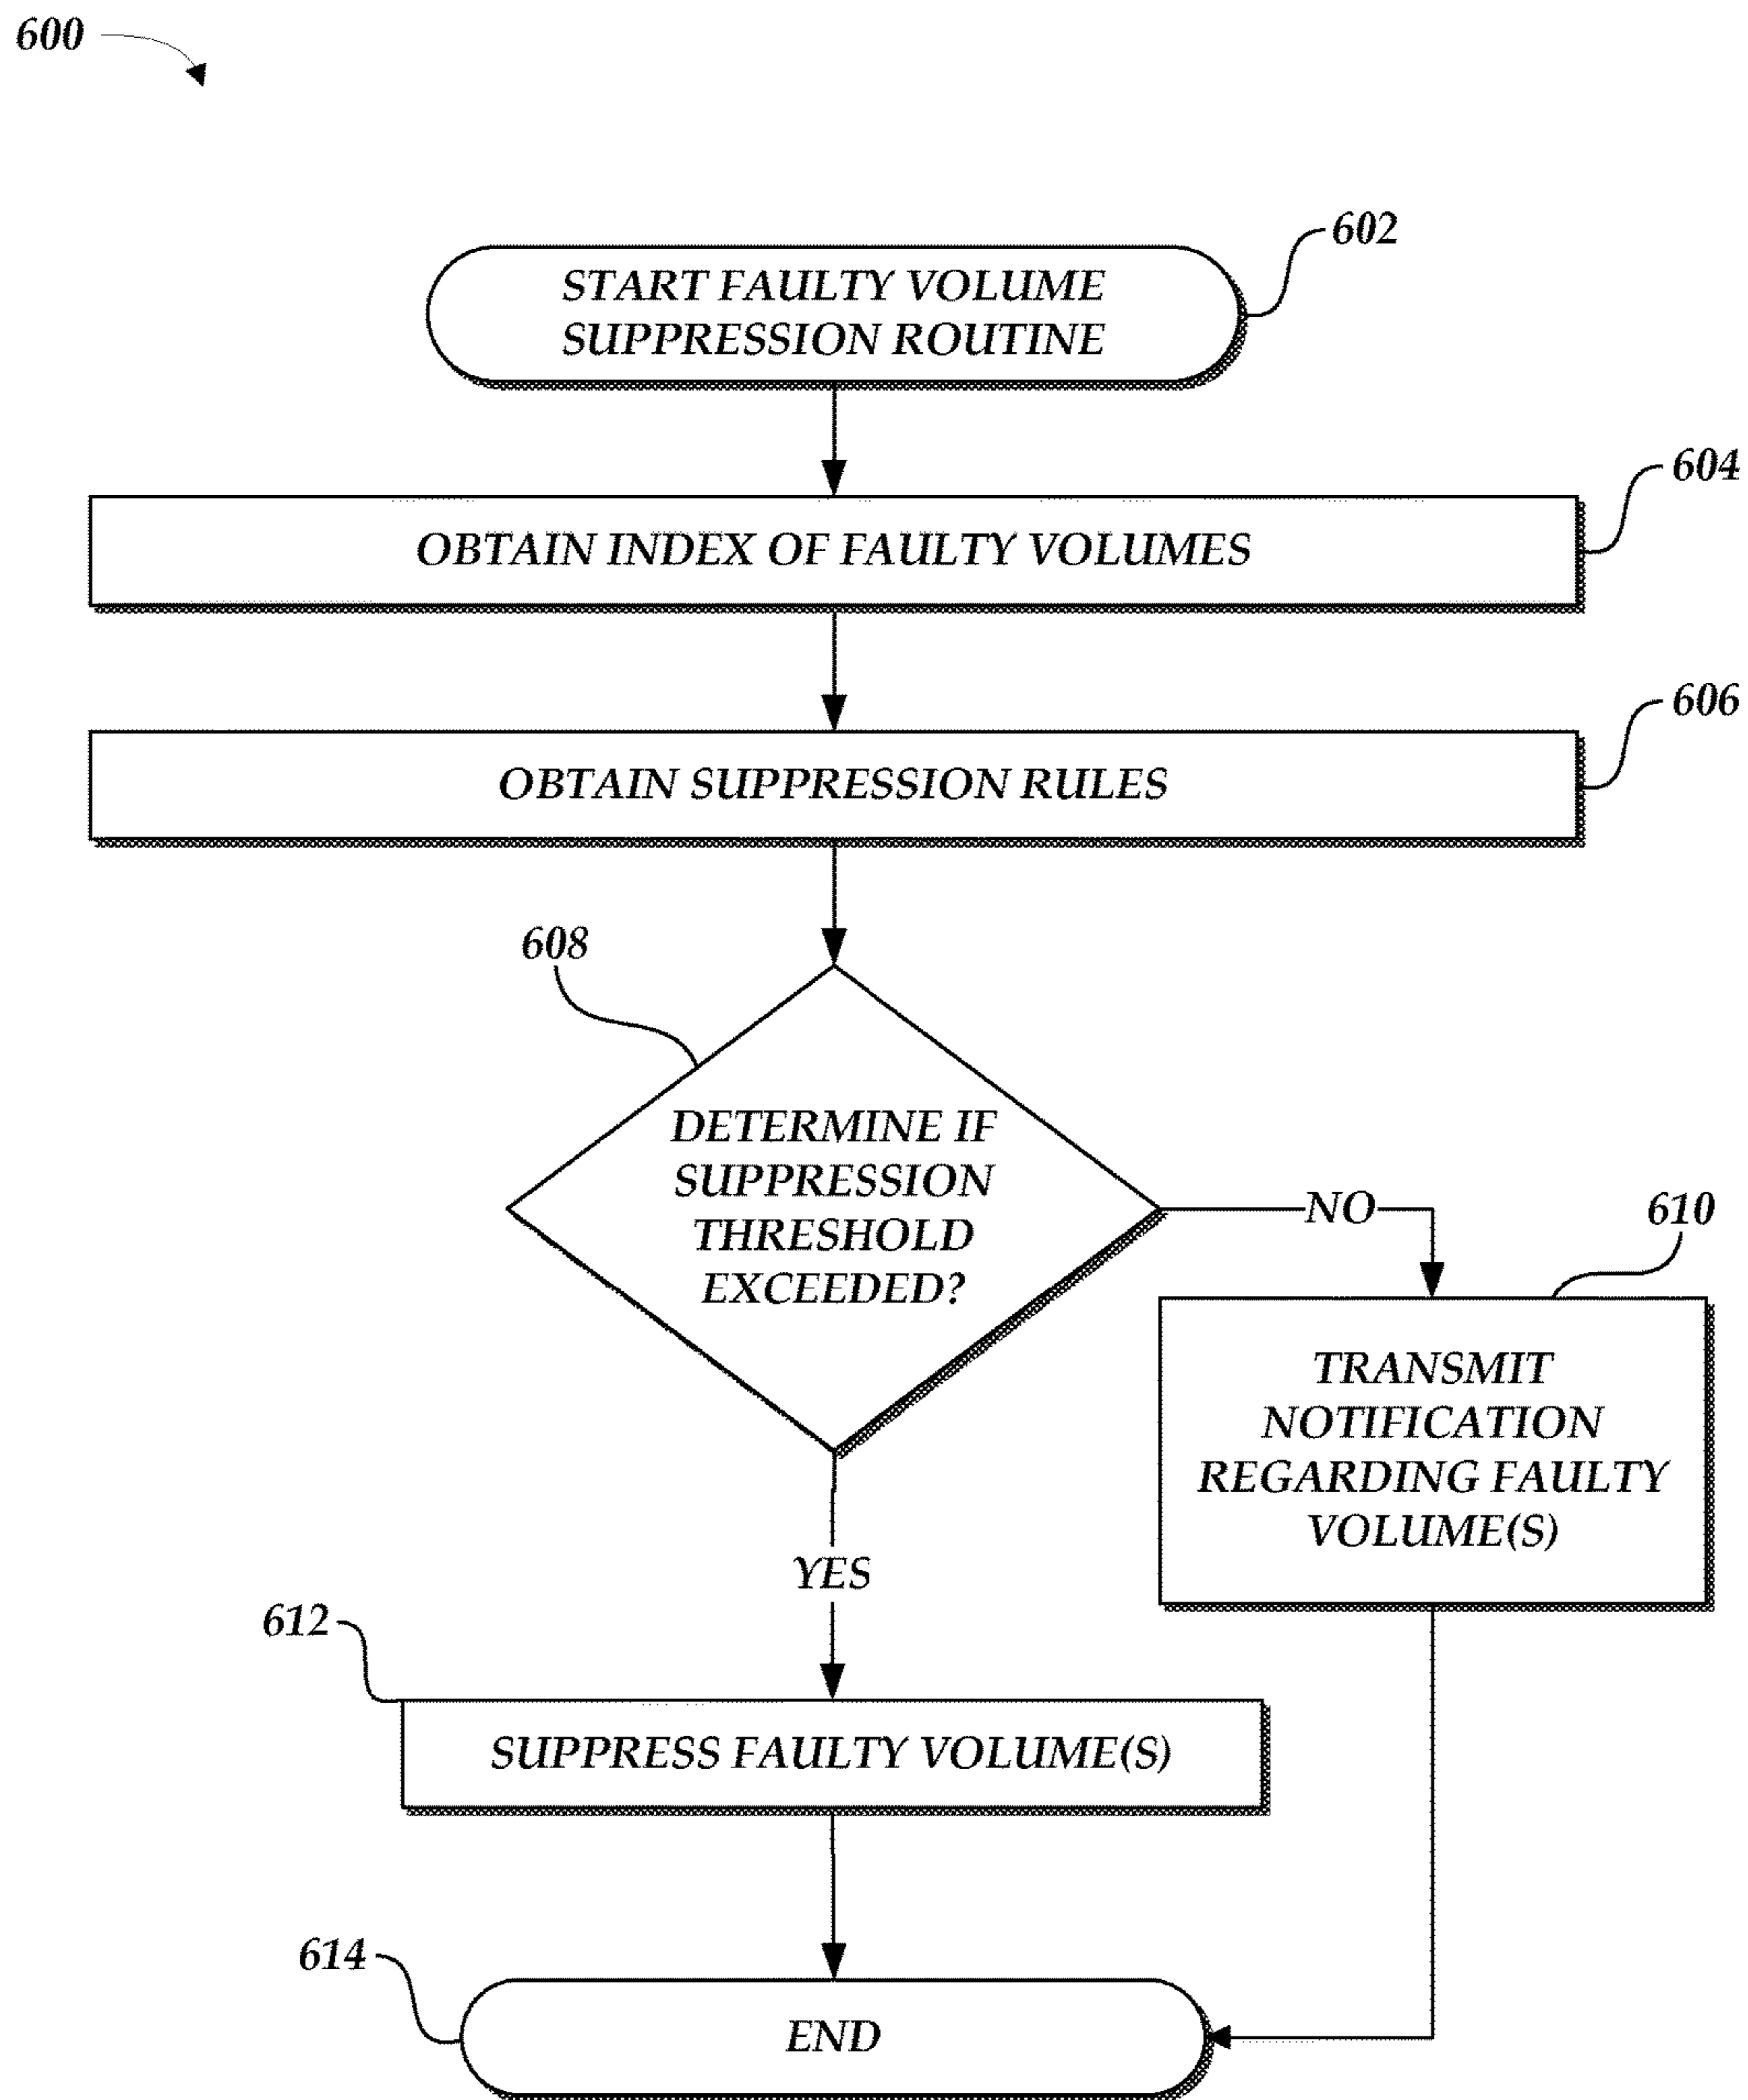 600
602
START FAULTY VOLUME
SUPPRESSION ROUTINE
604
OBTAIN INDEX OF FAULTY VOLUMES
606
OBTAIN SUPPRESSION RULES
608
DETERMINE IF
SUPPRESSION
THRESHOLD
EXCEEDED?
NO
610
TRANSMIT
NOTIFICATION
REGARDING FAULTY
VOLUME(S)
YES
612
SUPPRESS FAULTY VOLUME(S)
614
END